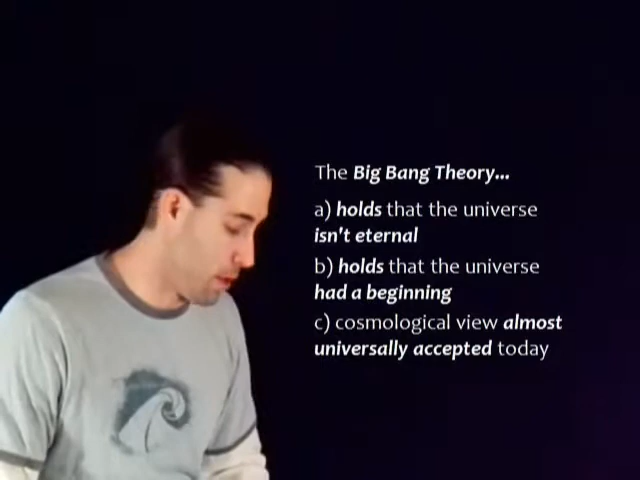 The Big Bang Theory...
a) holds that the universe
isn't eternal
b) holds that the universe
had a beginning
c) cosmological view almost
universally accepted today